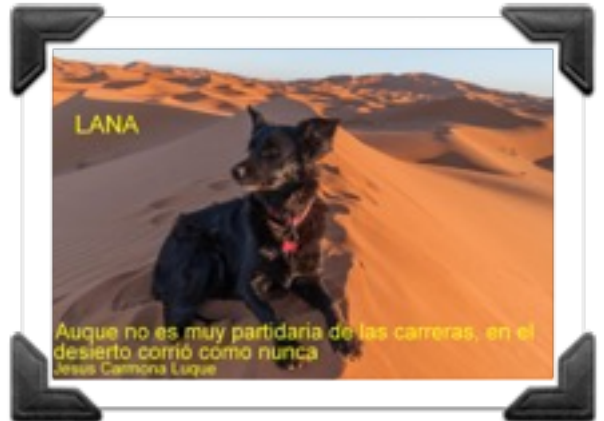 LANA
Auque no es muy partidaria de las carreras, en el
desierto corrió como nunca
Jesus Carmona Luque